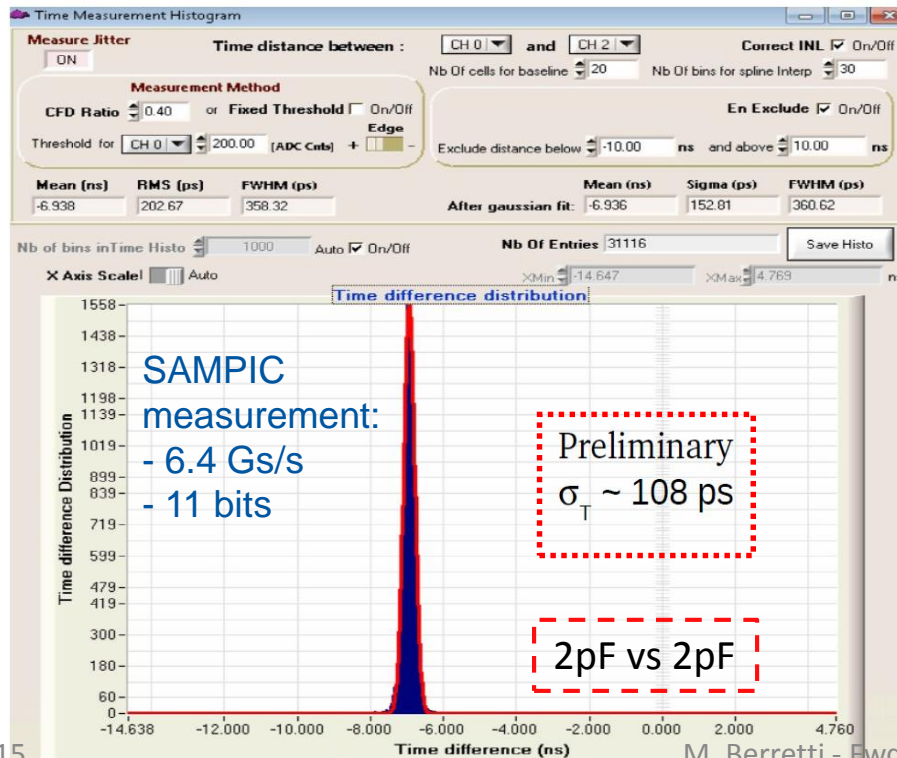 Time Measurement Histogram
Measure Jitter
ON
Time distance between :
CH 0 and CH 2
Correct INL On/Off
Nb Of cells for baseline 20
Nb Of bins for spline Interp 30
Measurement Method
CFD Ratio 0.40 or Fixed Threshold On/Off
Threshold for CH 0 200.00 [ADC Cnts] + Edge -
En Exclude On/Off
Exclude distance below -10.00 ns and above 10.00 ns
Mean (ns) RMS (ps) FWHM (ps)
-6.938 202.67 358.32
Mean (ns) Sigma (ps) FWHM (ps)
After gaussian fit: -6.936 152.81 360.62
Nb of bins inTime Histo 1000 Auto On/Off
Nb Of Entries 31116
Save Histo
X Axis Scale! Auto
XMin -14.647 XMax 4.769 n
Time difference distribution
Time difference Distribution
1558
1438
1318
1198
1139
1019
899
839
719
599
479
419
300
180
60
0
SAMPIC
measurement:
- 6.4 Gs/s
- 11 bits
Preliminary
σT ~ 108 ps
2pF vs 2pF
-14.638 -12.000 -10.000 -8.000 -6.000 -4.000 -2.000 0.000 2.000 4.760
Time difference (ns)
15
M. Berretti - Fwd